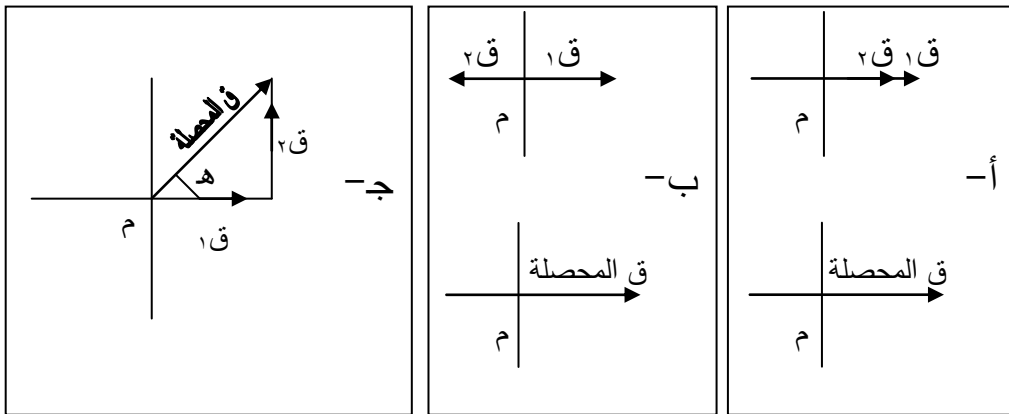 ق١ ق٢
م
أ-
ق المحصلة
م
ق١
ق٢
م
ب-
ق المحصلة
م
ق المحصلة
هـ
ق٢
ق١
م
جـ-